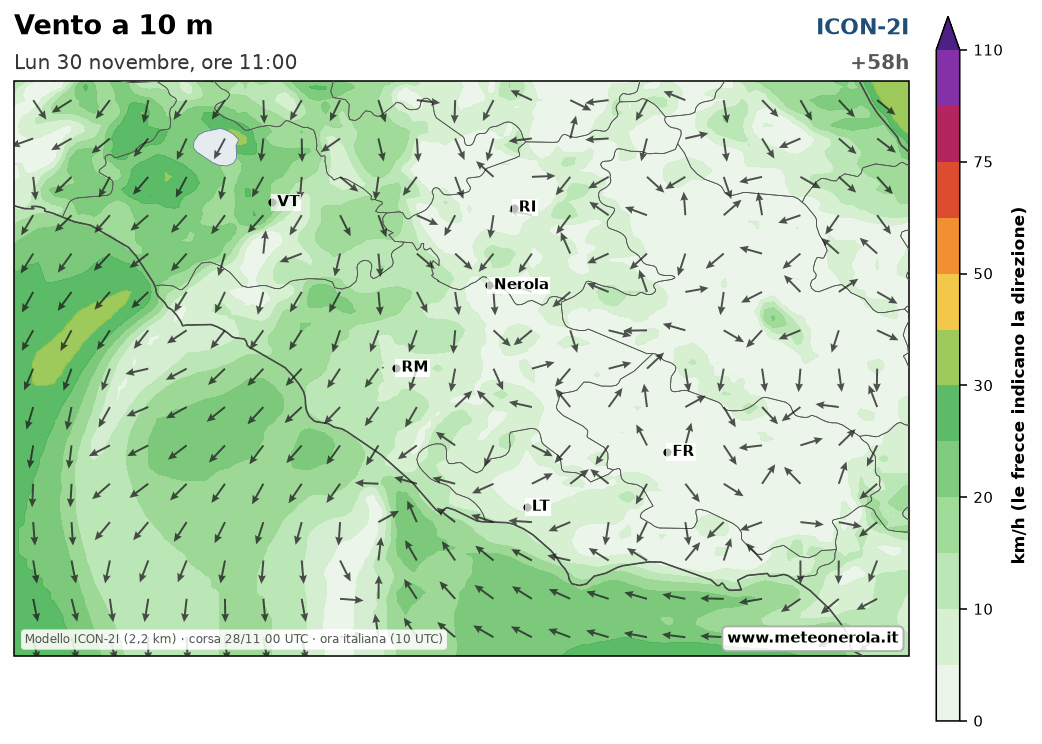 Vento a 10 m
ICON-2I
Lun 30 novembre, ore 11:00
+58h
110
75
50
30
20
10
0
km/h (le frecce indicano la direzione)
VT
RI
Nerola
RM
FR
LT
Modello ICON-2I (2,2 km) · corsa 28/11 00 UTC · ora italiana (10 UTC)
www.meteonerola.it